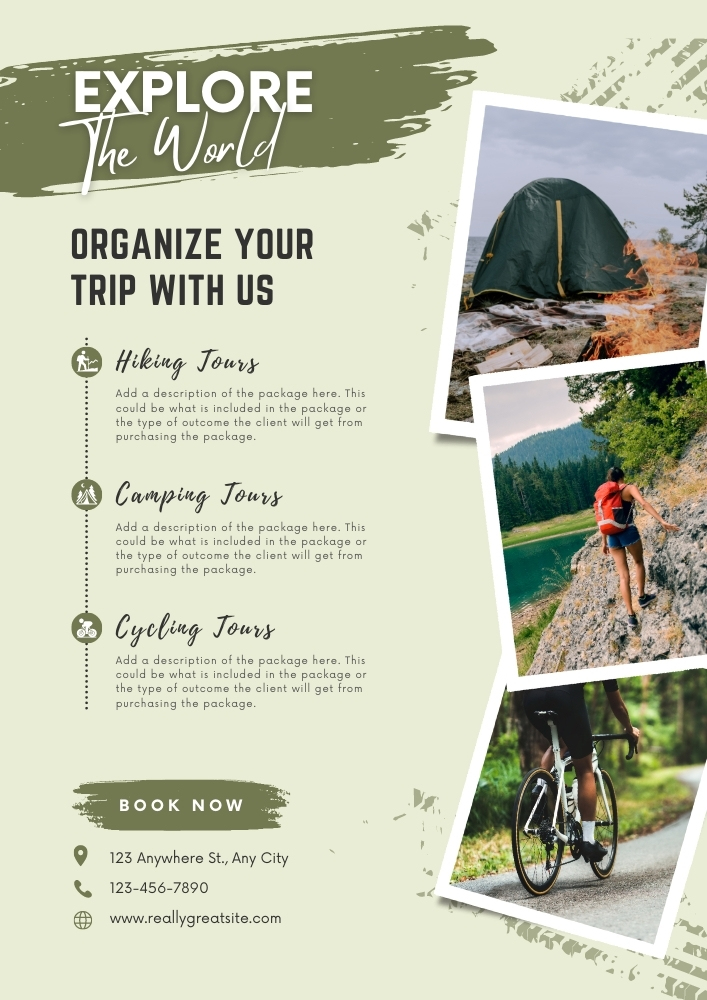 EXPLORE
The World
ORGANIZE YOUR
TRIP WITH US
Hiking Tours
Add a description of the package here. This
could be what is included in the package or
the type of outcome the client will get from
purchasing the package.
Camping Tours
Add a description of the package here. This
could be what is included in the package or
the type of outcome the client will get from
purchasing the package.
Cycling Tours
Add a description of the package here. This
could be what is included in the package or
the type of outcome the client will get from
purchasing the package.
BOOK NOW
123 Anywhere St., Any City
123-456-7890
www.reallygreatsite.com